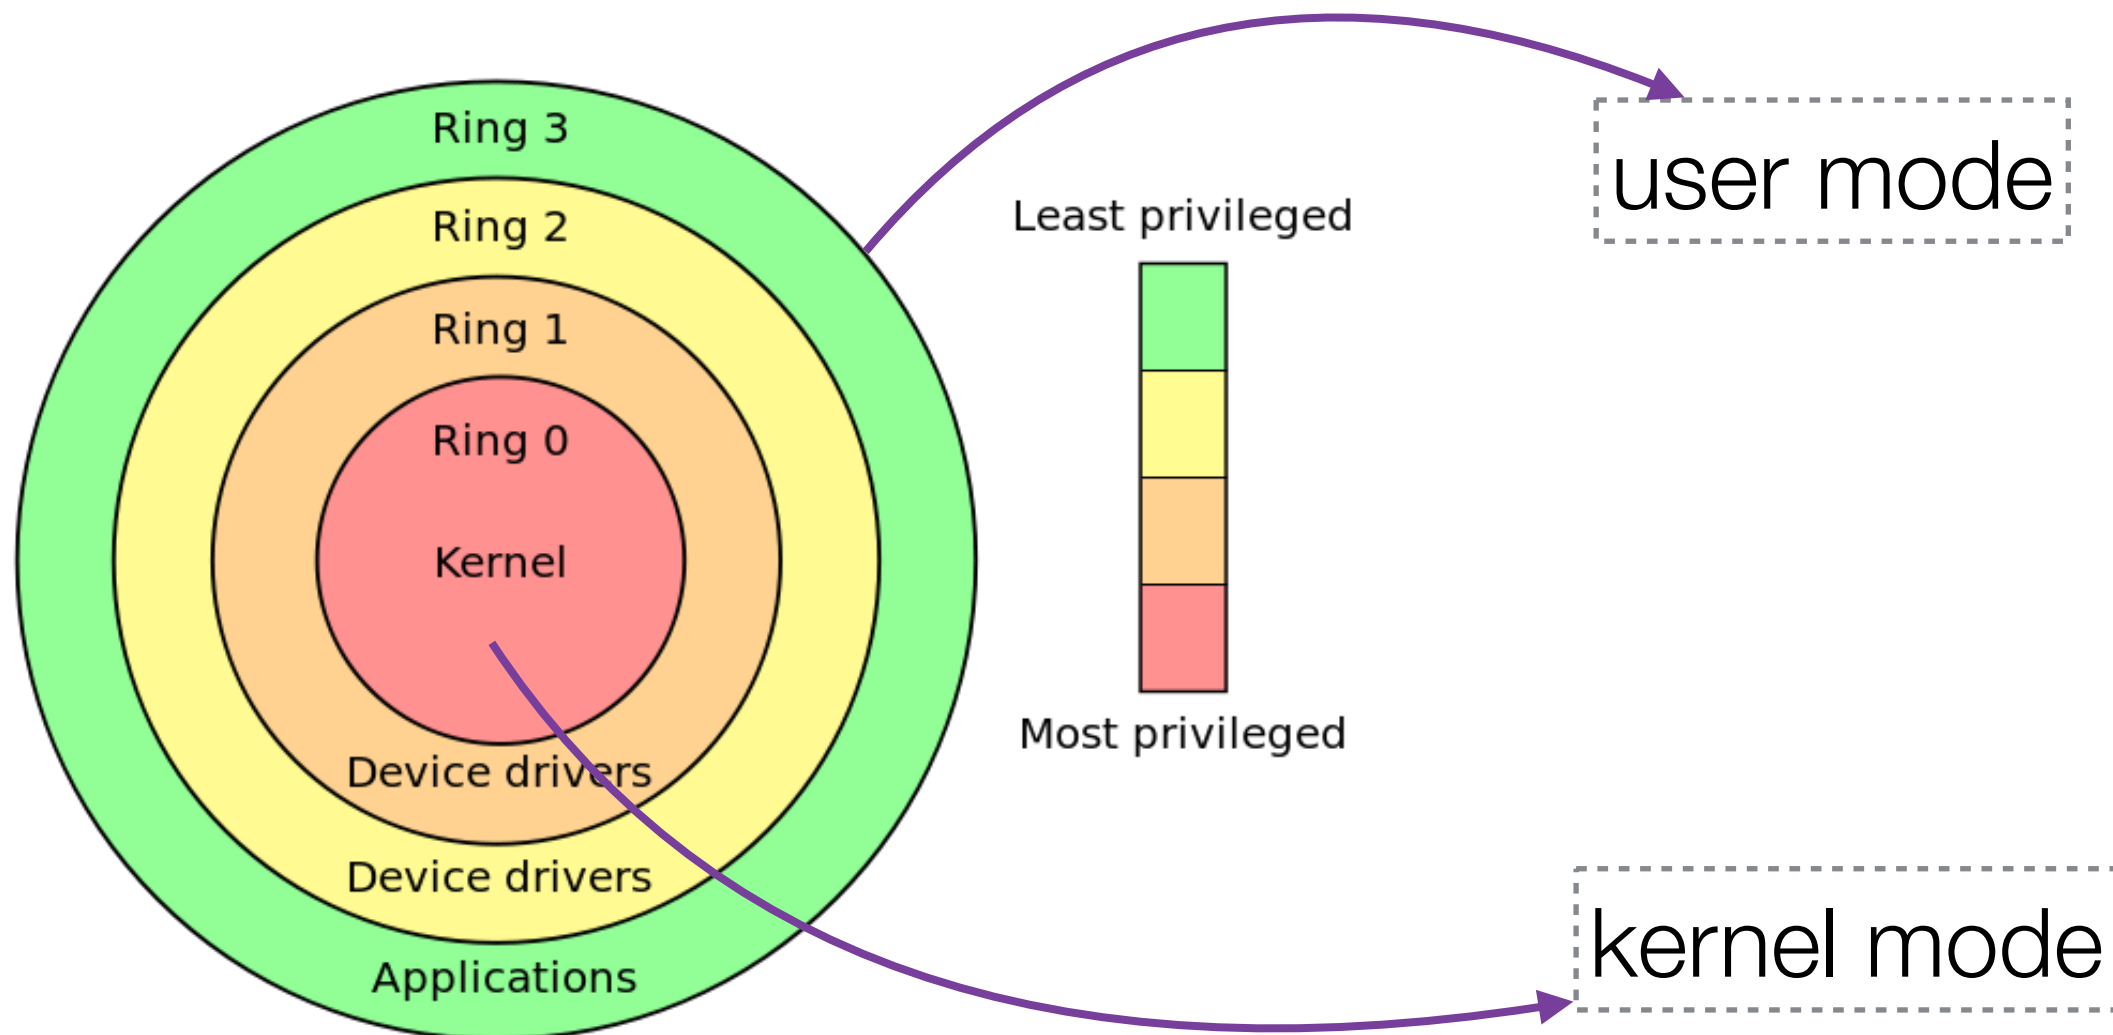 Ring 3
Ring 2
Ring 1
Ring 0
Kernel
Device drivers
Device drivers
Applications
Least privileged
Most privileged
user mode
kernel mode